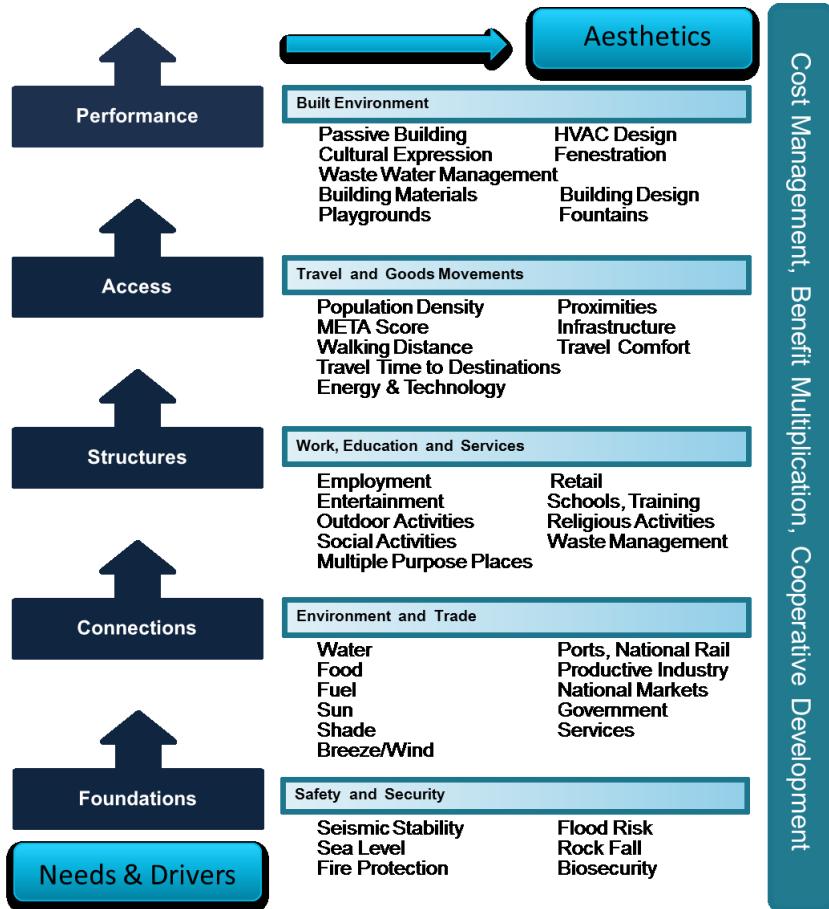 Aesthetics
Performance
Built Environment
Passive Building HVAC Design
Cultural Expression Fenestration
Waste Water Management
Building Materials Building Design
Playgrounds Fountains
Access
Travel and Goods Movements
Population Density Proximities
META Score Infrastructure
Walking Distance Travel Comfort
Travel Time to Destinations
Energy & Technology
Structures
Work, Education and Services
Employment Retail
Entertainment Schools, Training
Outdoor Activities Religious Activities
Social Activities Waste Management
Multiple Purpose Places
Connections
Environment and Trade
Water Ports, National Rail
Food Productive Industry
Fuel National Markets
Sun Government
Shade Services
Breeze/Wind
Foundations
Safety and Security
Seismic Stability Flood Risk
Sea Level Rock Fall
Fire Protection Biosecurity
Needs & Drivers
Cost Management, Benefit Multiplication, Cooperative Development